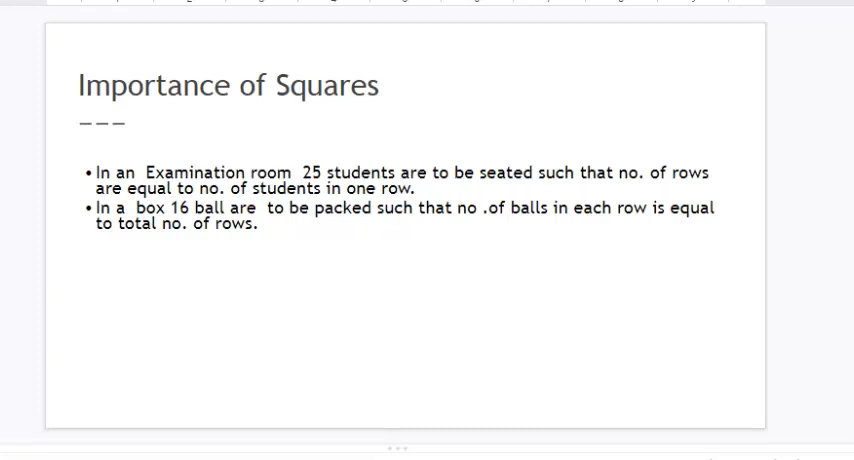 Importance of Squares
---
• In an Examination room 25 students are to be seated such that no. of rows
are equal to no. of students in one row.
• In a box 16 ball are to be packed such that no .of balls in each row is equal
to total no. of rows.